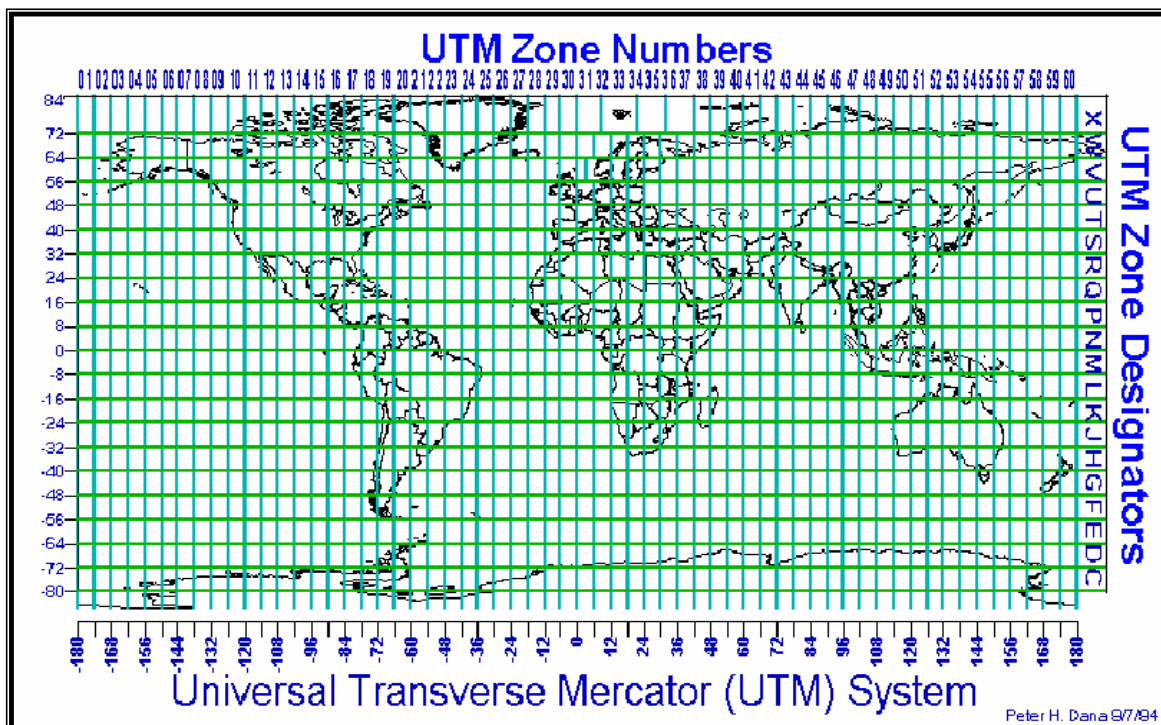 UTM Zone Numbers
01 02 03 04 05 06 07 08 09 10 11 12 13 14 15 16 17 18 19 20 21 22 23 24 25 26 27 28 29 30 31 32 33 34 35 36 37 38 39 40 41 42 43 44 45 46 47 48 49 50 51 52 53 54 55 56 57 58 59 60
84
72
64
56
48
40
32
24
16
8
0
-8
-16
-24
-32
-40
-48
-56
-64
-72
-80
X
W
V
U
T
S
R
Q
P
N
M
L
K
J
H
G
F
E
D
C
UTM Zone Designators
-180 -168 -156 -144 -132 -120 -108 -96 -84 -72 -60 -48 -36 -24 -12 0 12 24 36 48 60 72 84 96 108 120 132 144 156 168 180
Universal Transverse Mercator (UTM) System
Peter H. Dana 9/7/94